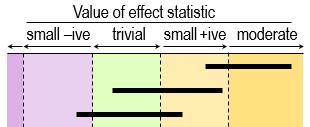 Value of effect statistic
small –ive trivial small +ive moderate